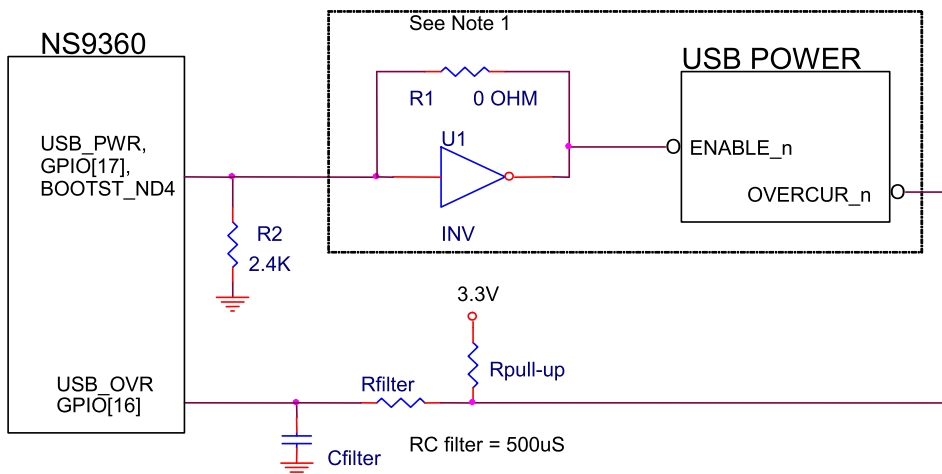 See Note 1
NS9360
USB POWER
R1 0 OHM
U1
USB_PWR,
GPIO[17],
BOOTST_ND4
ENABLE_n
OVERCUR_n
R2
2.4K
INV
3.3V
Rpull-up
USB_OVR
GPIO[16]
Rfilter
RC filter = 500uS
Cfilter